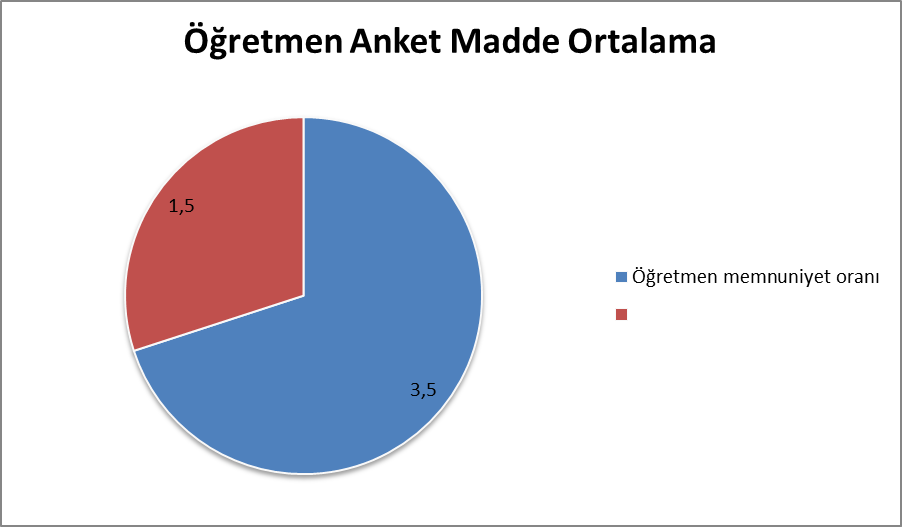 Öğretmen Anket Madde Ortalama
1,5
Öğretmen memnuniyet oranı
3,5